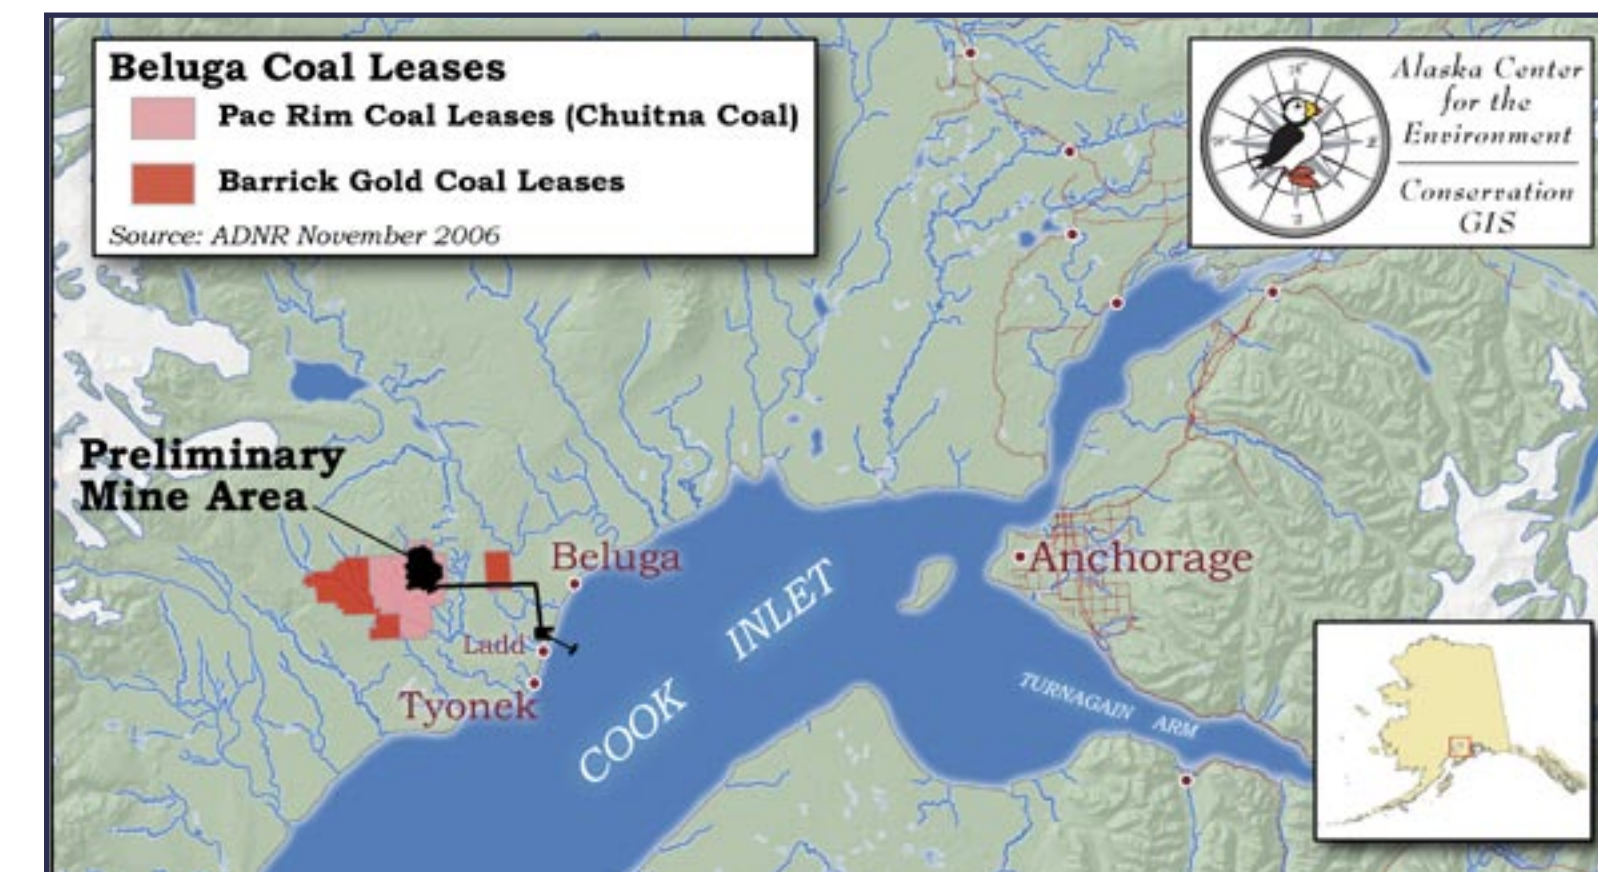 Beluga Coal Leases
Pac Rim Coal Leases (Chuitna Coal)
Barrick Gold Coal Leases
Source: ADNR November 2006
Alaska Center
for the
Environment
Conservation
GIS
Preliminary
Mine Area
Beluga
Anchorage
Ladd
Tyonek
COOK INLET
TURNAGAIN ARM